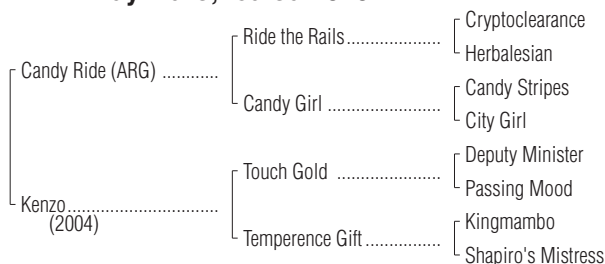 Cryptoclearance
Ride the Rails
Herbalesian
Candy Ride (ARG)
Candy Stripes
Candy Girl
City Girl
Deputy Minister
Touch Gold
Passing Mood
Kenzo
(2004)
Kingmambo
Temperence Gift
Shapiro's Mistress